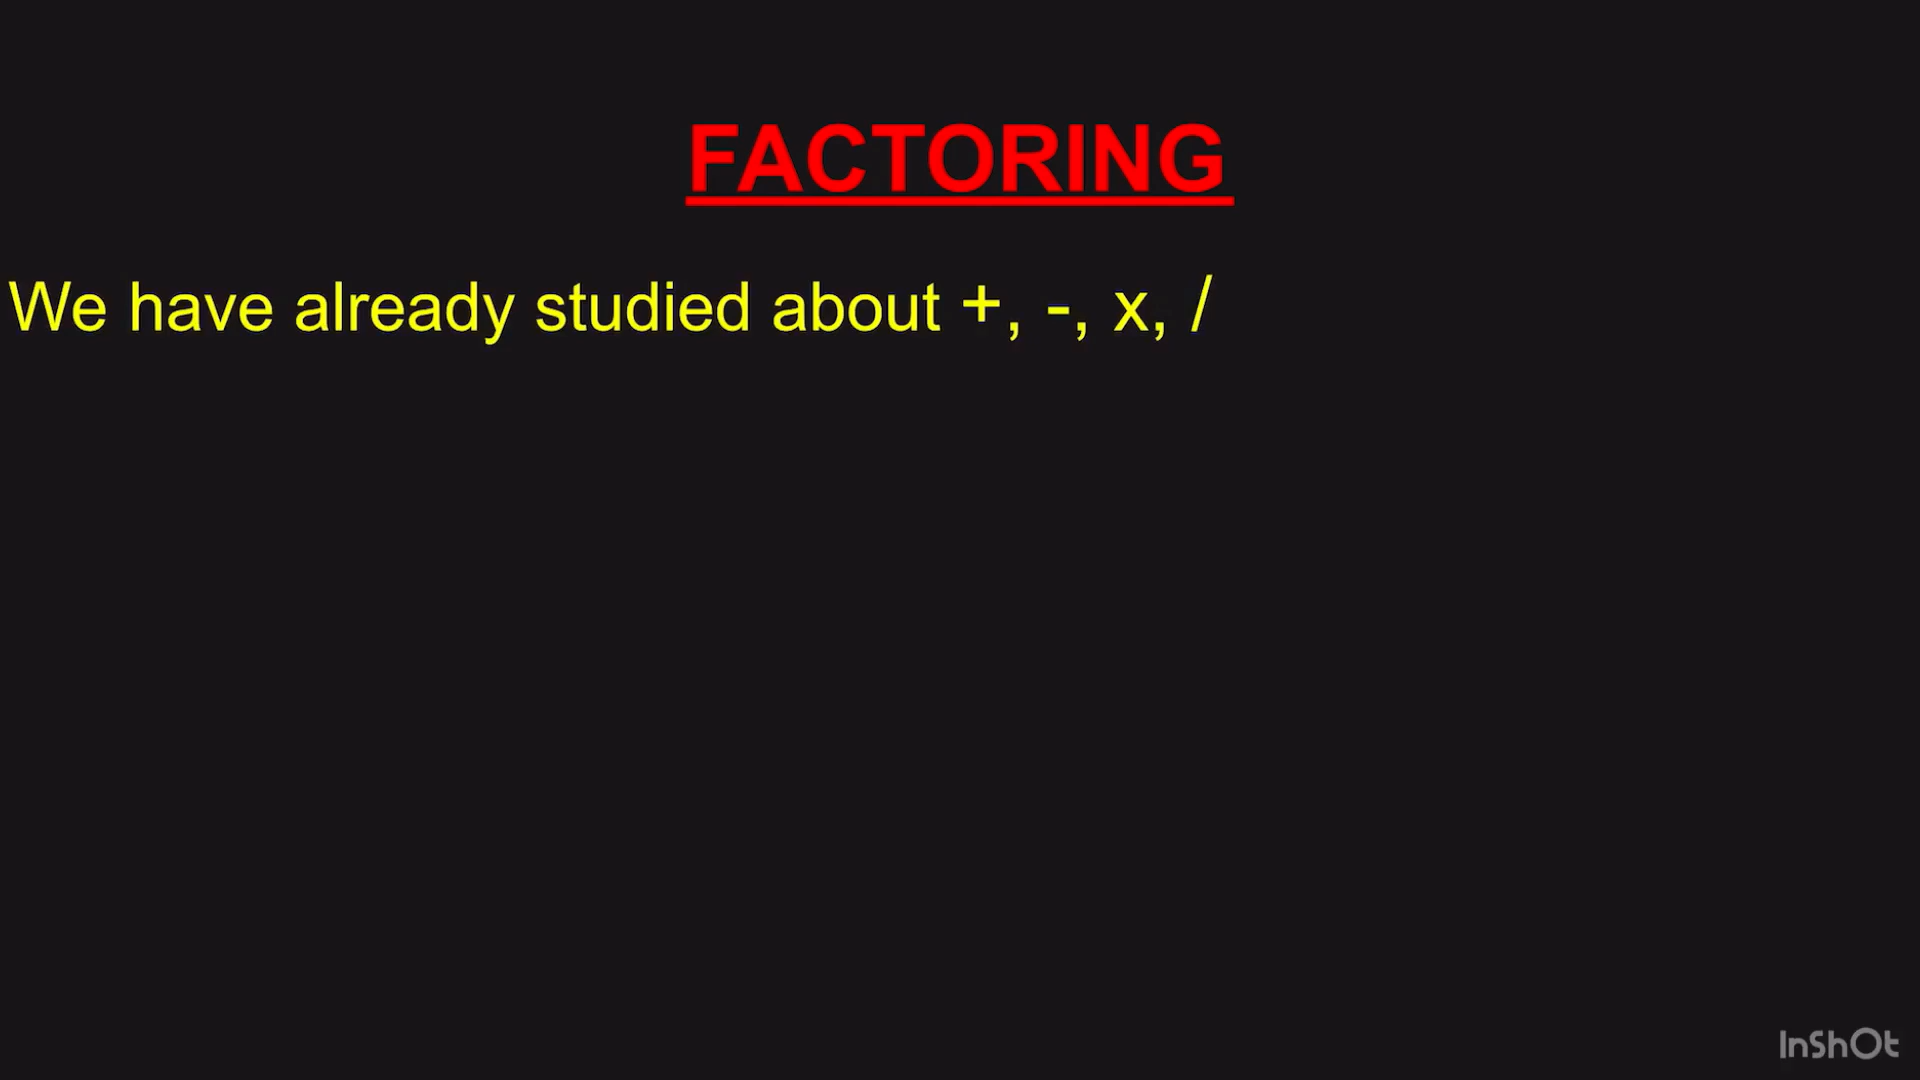 FACTORING
We have already studied about +, -, x, /
InShOt